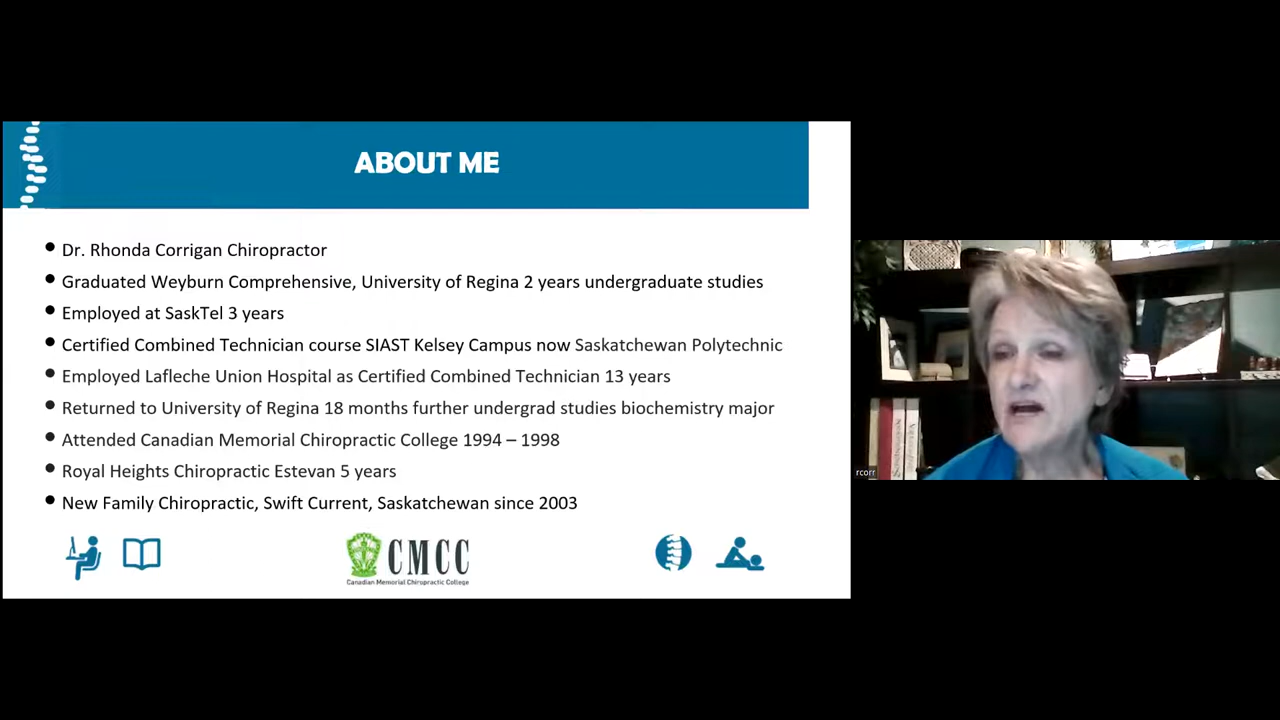 ABOUT ME
Dr. Rhonda Corrigan Chiropractor
Graduated Weyburn Comprehensive, University of Regina 2 years undergraduate studies
Employed at SaskTel 3 years
Certified Combined Technician course SIAST Kelsey Campus now Saskatchewan Polytechnic
Employed Lafleche Union Hospital as Certified Combined Technician 13 years
Returned to University of Regina 18 months further undergrad studies biochemistry major
Attended Canadian Memorial Chiropractic College 1994 – 1998
Royal Heights Chiropractic Estevan 5 years
New Family Chiropractic, Swift Current, Saskatchewan since 2003
CMCC
Canadian Memorial Chiropractic College
rcorr